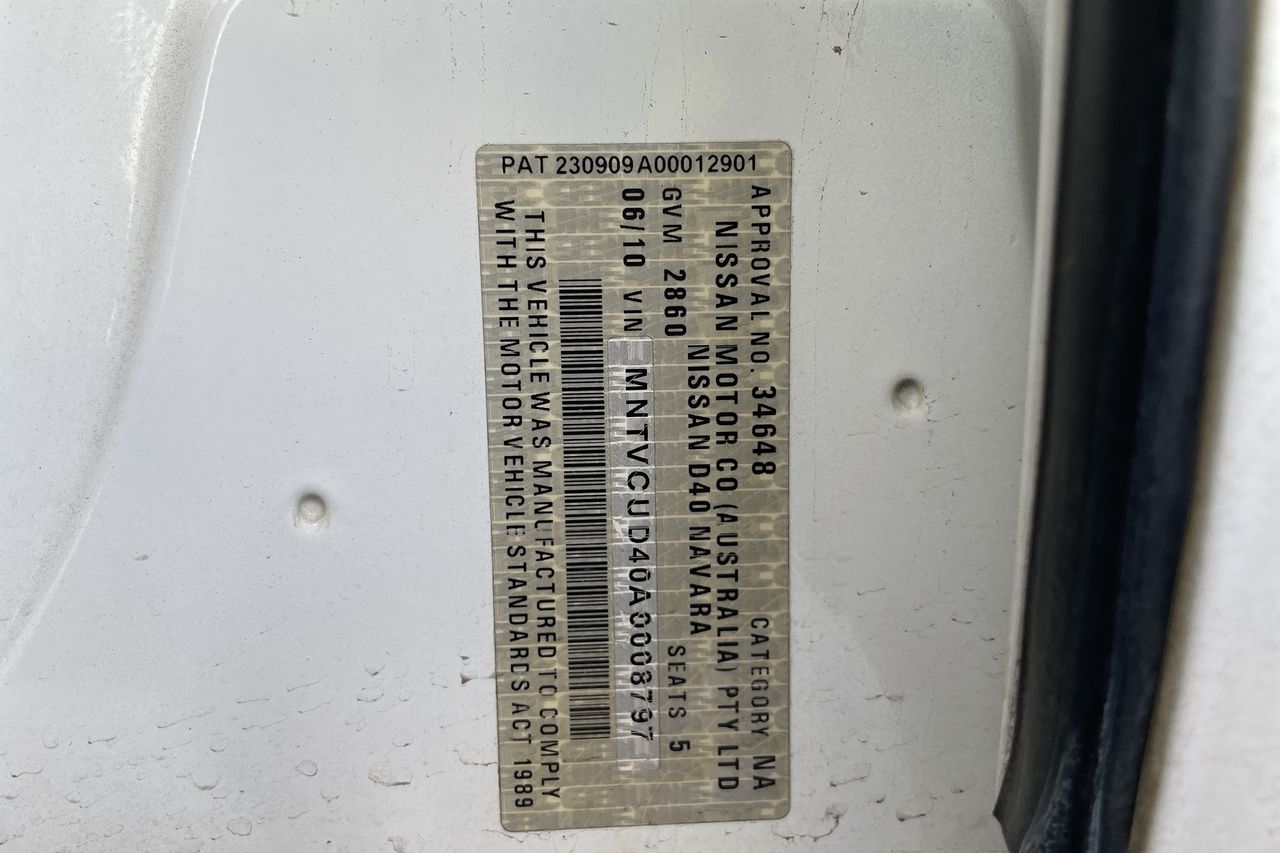 PAT 230909A00012901
APPROVAL NO. 34648 CATEGORY NA
NISSAN MOTOR CO (AUSTRALIA) PTY LTD
NISSAN D40 NAVARA
GVM 2860 SEATS 5
06/10 VIN MNTVCUD40A0008797
THIS VEHICLE WAS MANUFACTURED TO COMPLY
WITH THE MOTOR VEHICLE STANDARDS ACT 1989